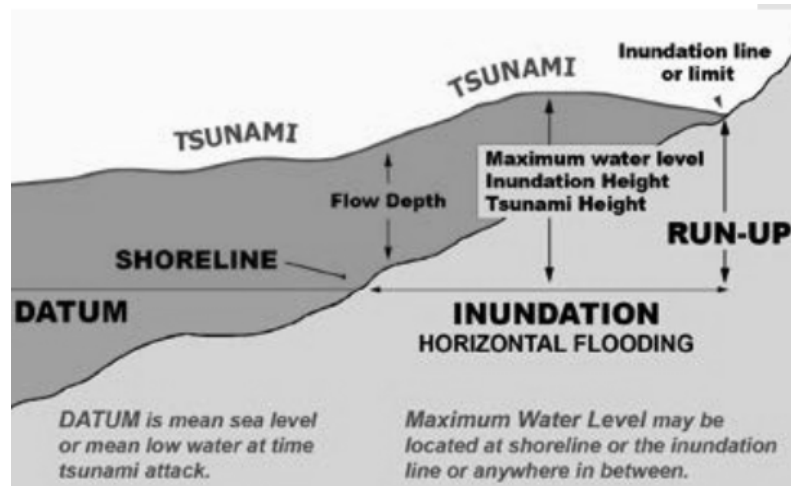 Inundation line
or limit
TSUNAMI
TSUNAMI
Maximum water level
Inundation Height
Tsunami Height
Flow Depth
RUN-UP
SHORELINE
DATUM
INUNDATION
HORIZONTAL FLOODING
DATUM is mean sea level
or mean low water at time
tsunami attack.
Maximum Water Level may be
located at shoreline or the inundation
line or anywhere in between.